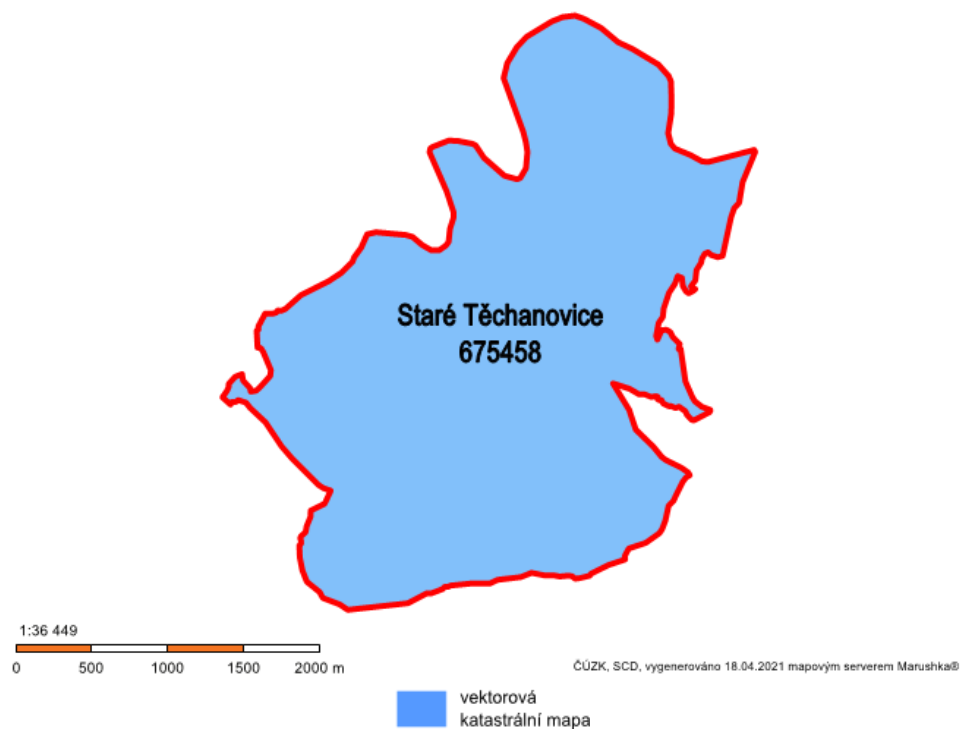 Staré Těchanovice
675458
1:36 449
0 500 1000 1500 2000 m
ČÚZK, SCD, vygenerováno 18.04.2021 mapovým serverem Marushka®
vektorová
katastrální mapa